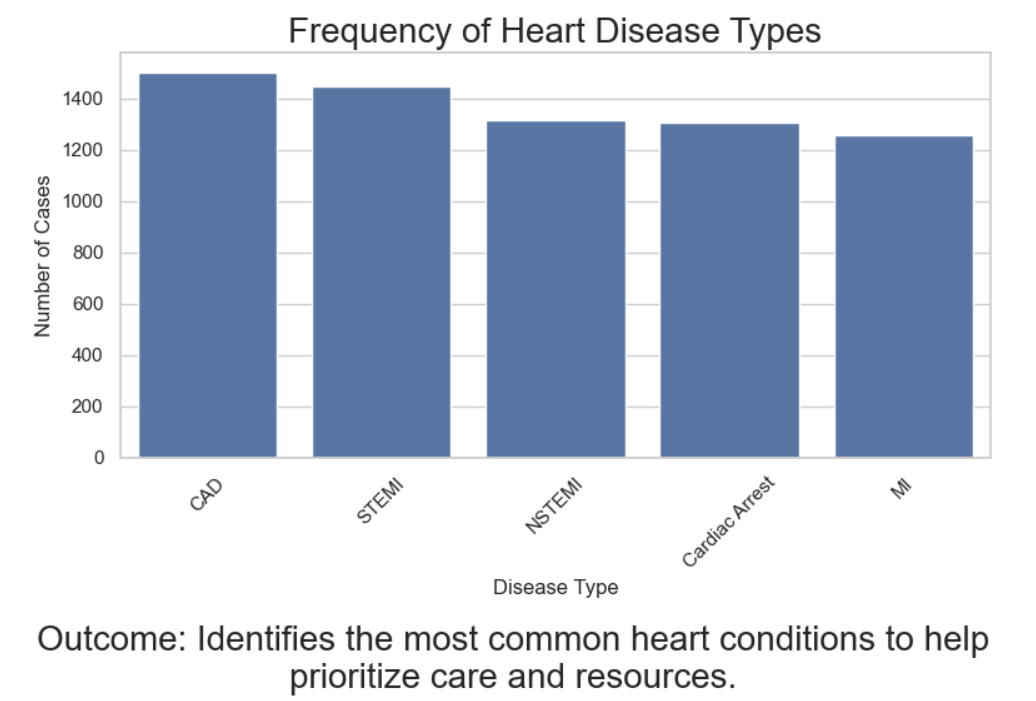 Frequency of Heart Disease Types
Number of Cases
1400
1200
1000
800
600
400
200
0
CAD
STEMI
NSTEMI
Cardiac Arrest
MI
Disease Type
Outcome: Identifies the most common heart conditions to help
prioritize care and resources.